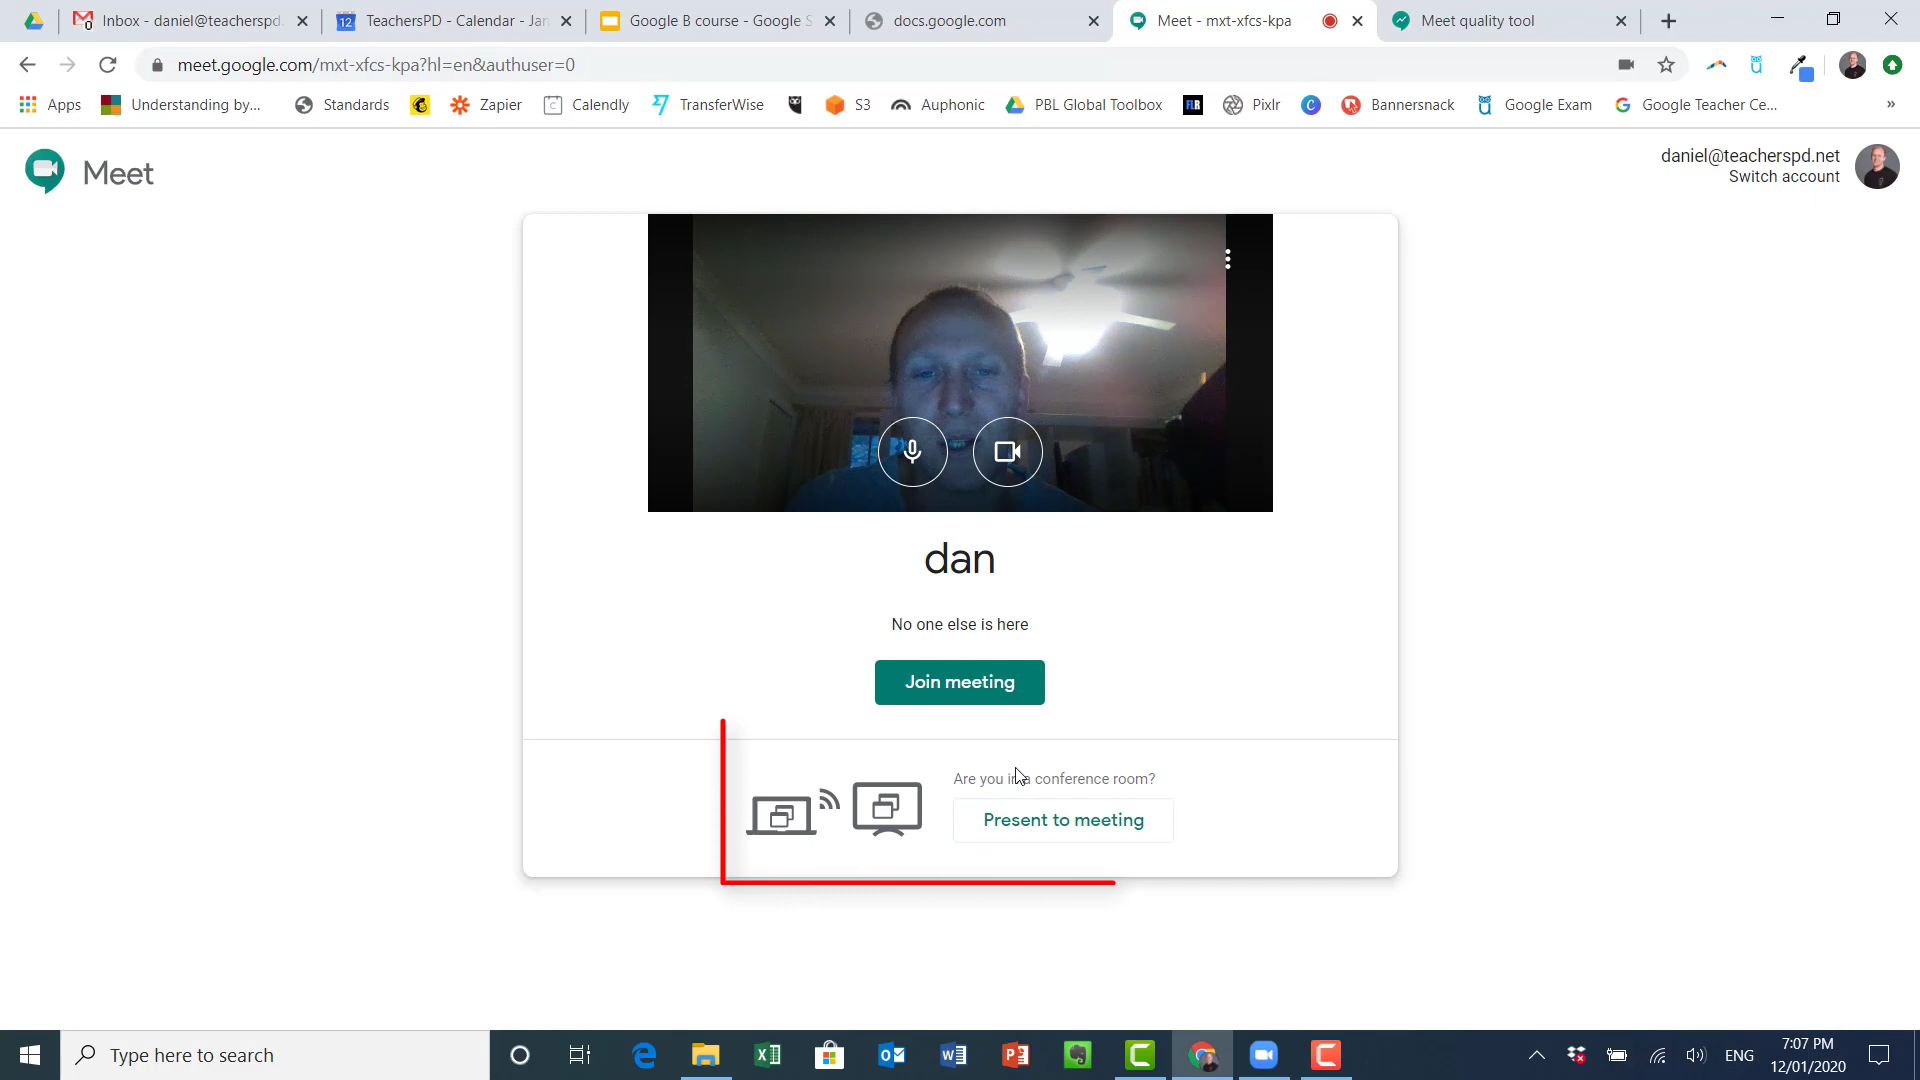 Inbox - daniel@teacherspd.
TeachersPD - Calendar - Jan
Google B course - Google S
docs.google.com
Meet - mxt-xfcs-kpa
Meet quality tool
meet.google.com/mxt-xfcs-kpa?hl=en&authuser=0
Apps
Understanding by...
Standards
Zapier
Calendly
TransferWise
S3
Auphonic
PBL Global Toolbox
FLR
Pixlr
Bannersnack
Google Exam
Google Teacher Ce...
»
Meet
daniel@teacherspd.net
Switch account
dan
No one else is here
Join meeting
Are you in a conference room?
Present to meeting
Type here to search
ENG
7:07 PM
12/01/2020